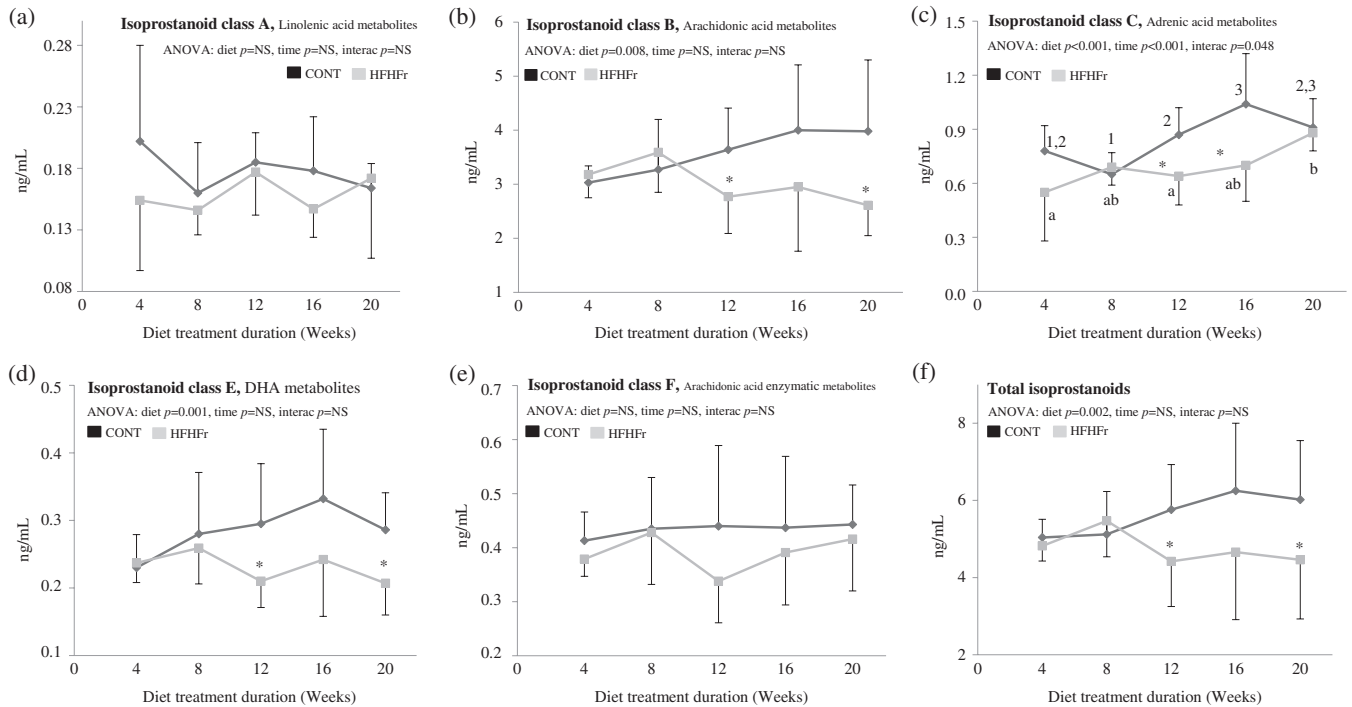 (a)
Isoprostanoid class A, Linolenic acid metabolites
ANOVA: diet p=NS, time p=NS, interac p=NS
CONT HFHFr
0.28
0.23
0.18
0.13
0.08
ng/mL
0 4 8 12 16 20
Diet treatment duration (Weeks)
(b)
Isoprostanoid class B, Arachidonic acid metabolites
ANOVA: diet p=0.008, time p=NS, interac p=NS
CONT HFHFr
6
5
4
3
2
1
ng/mL
* *
0 4 8 12 16 20
Diet treatment duration (Weeks)
(c)
Isoprostanoid class C, Adrenic acid metabolites
ANOVA: diet p<0.001, time p<0.001, interac p=0.048
CONT HFHFr
1.5
1.2
0.9
0.6
0.3
0.0
ng/mL
1,2 1 2 3 2,3
* *
a ab a ab b
0 4 8 12 16 20
Diet treatment duration (Weeks)
(d)
Isoprostanoid class E, DHA metabolites
ANOVA: diet p=0.001, time p=NS, interac p=NS
CONT HFHFr
0.5
0.4
0.3
0.2
0.1
ng/mL
* *
0 4 8 12 16 20
Diet treatment duration (Weeks)
(e)
Isoprostanoid class F, Arachidonic acid enzymatic metabolites
ANOVA: diet p=NS, time p=NS, interac p=NS
CONT HFHFr
0.7
0.6
0.5
0.4
0.3
0.2
ng/mL
0 4 8 12 16 20
Diet treatment duration (Weeks)
(f)
Total isoprostanoids
ANOVA: diet p=0.002, time p=NS, interac p=NS
CONT HFHFr
8
6
4
2
ng/mL
* *
0 4 8 12 16 20
Diet treatment duration (Weeks)